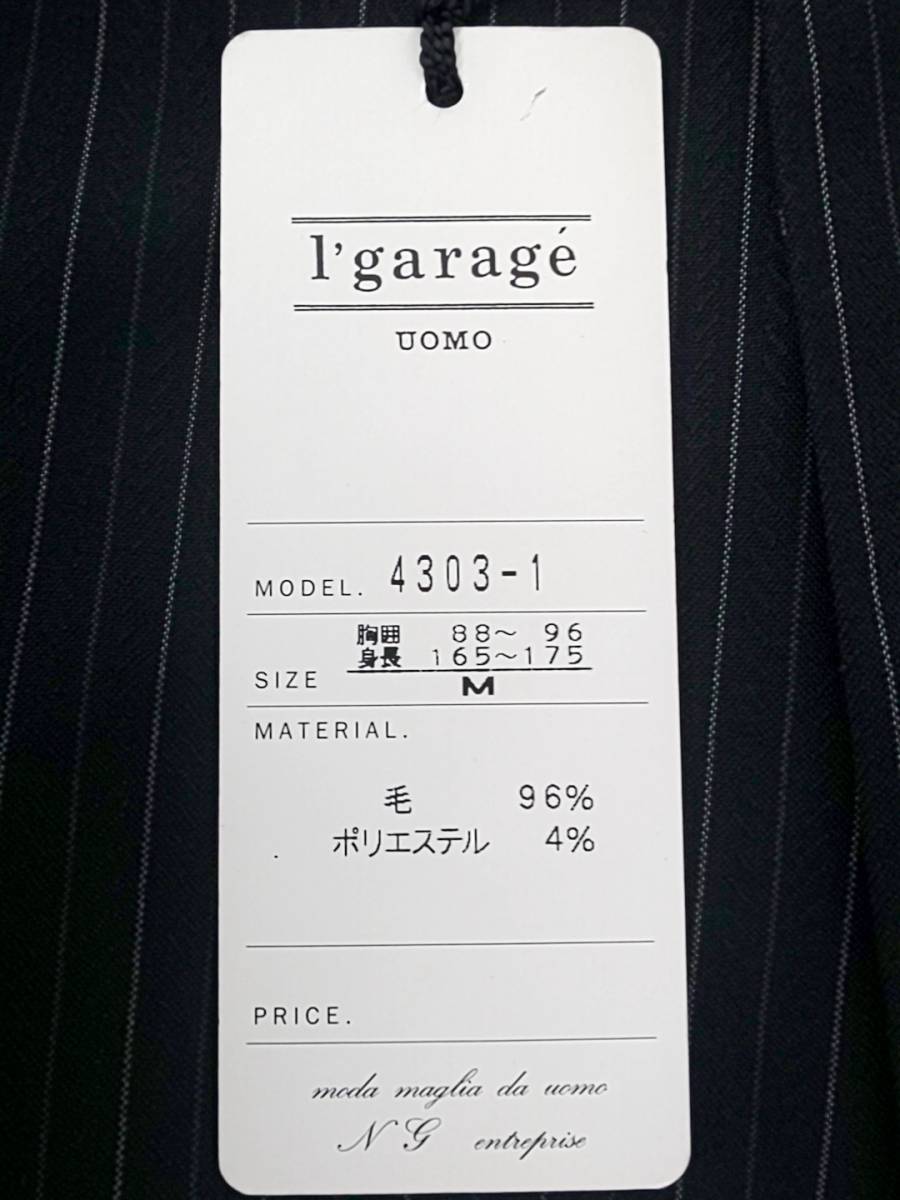 l'garagé
UOMO
MODEL. 4303-1
胸囲 88～ 96
身長 165～175
SIZE M
MATERIAL.
毛 96%
ポリエステル 4%
PRICE.
moda maglia da uomo
NG entreprise